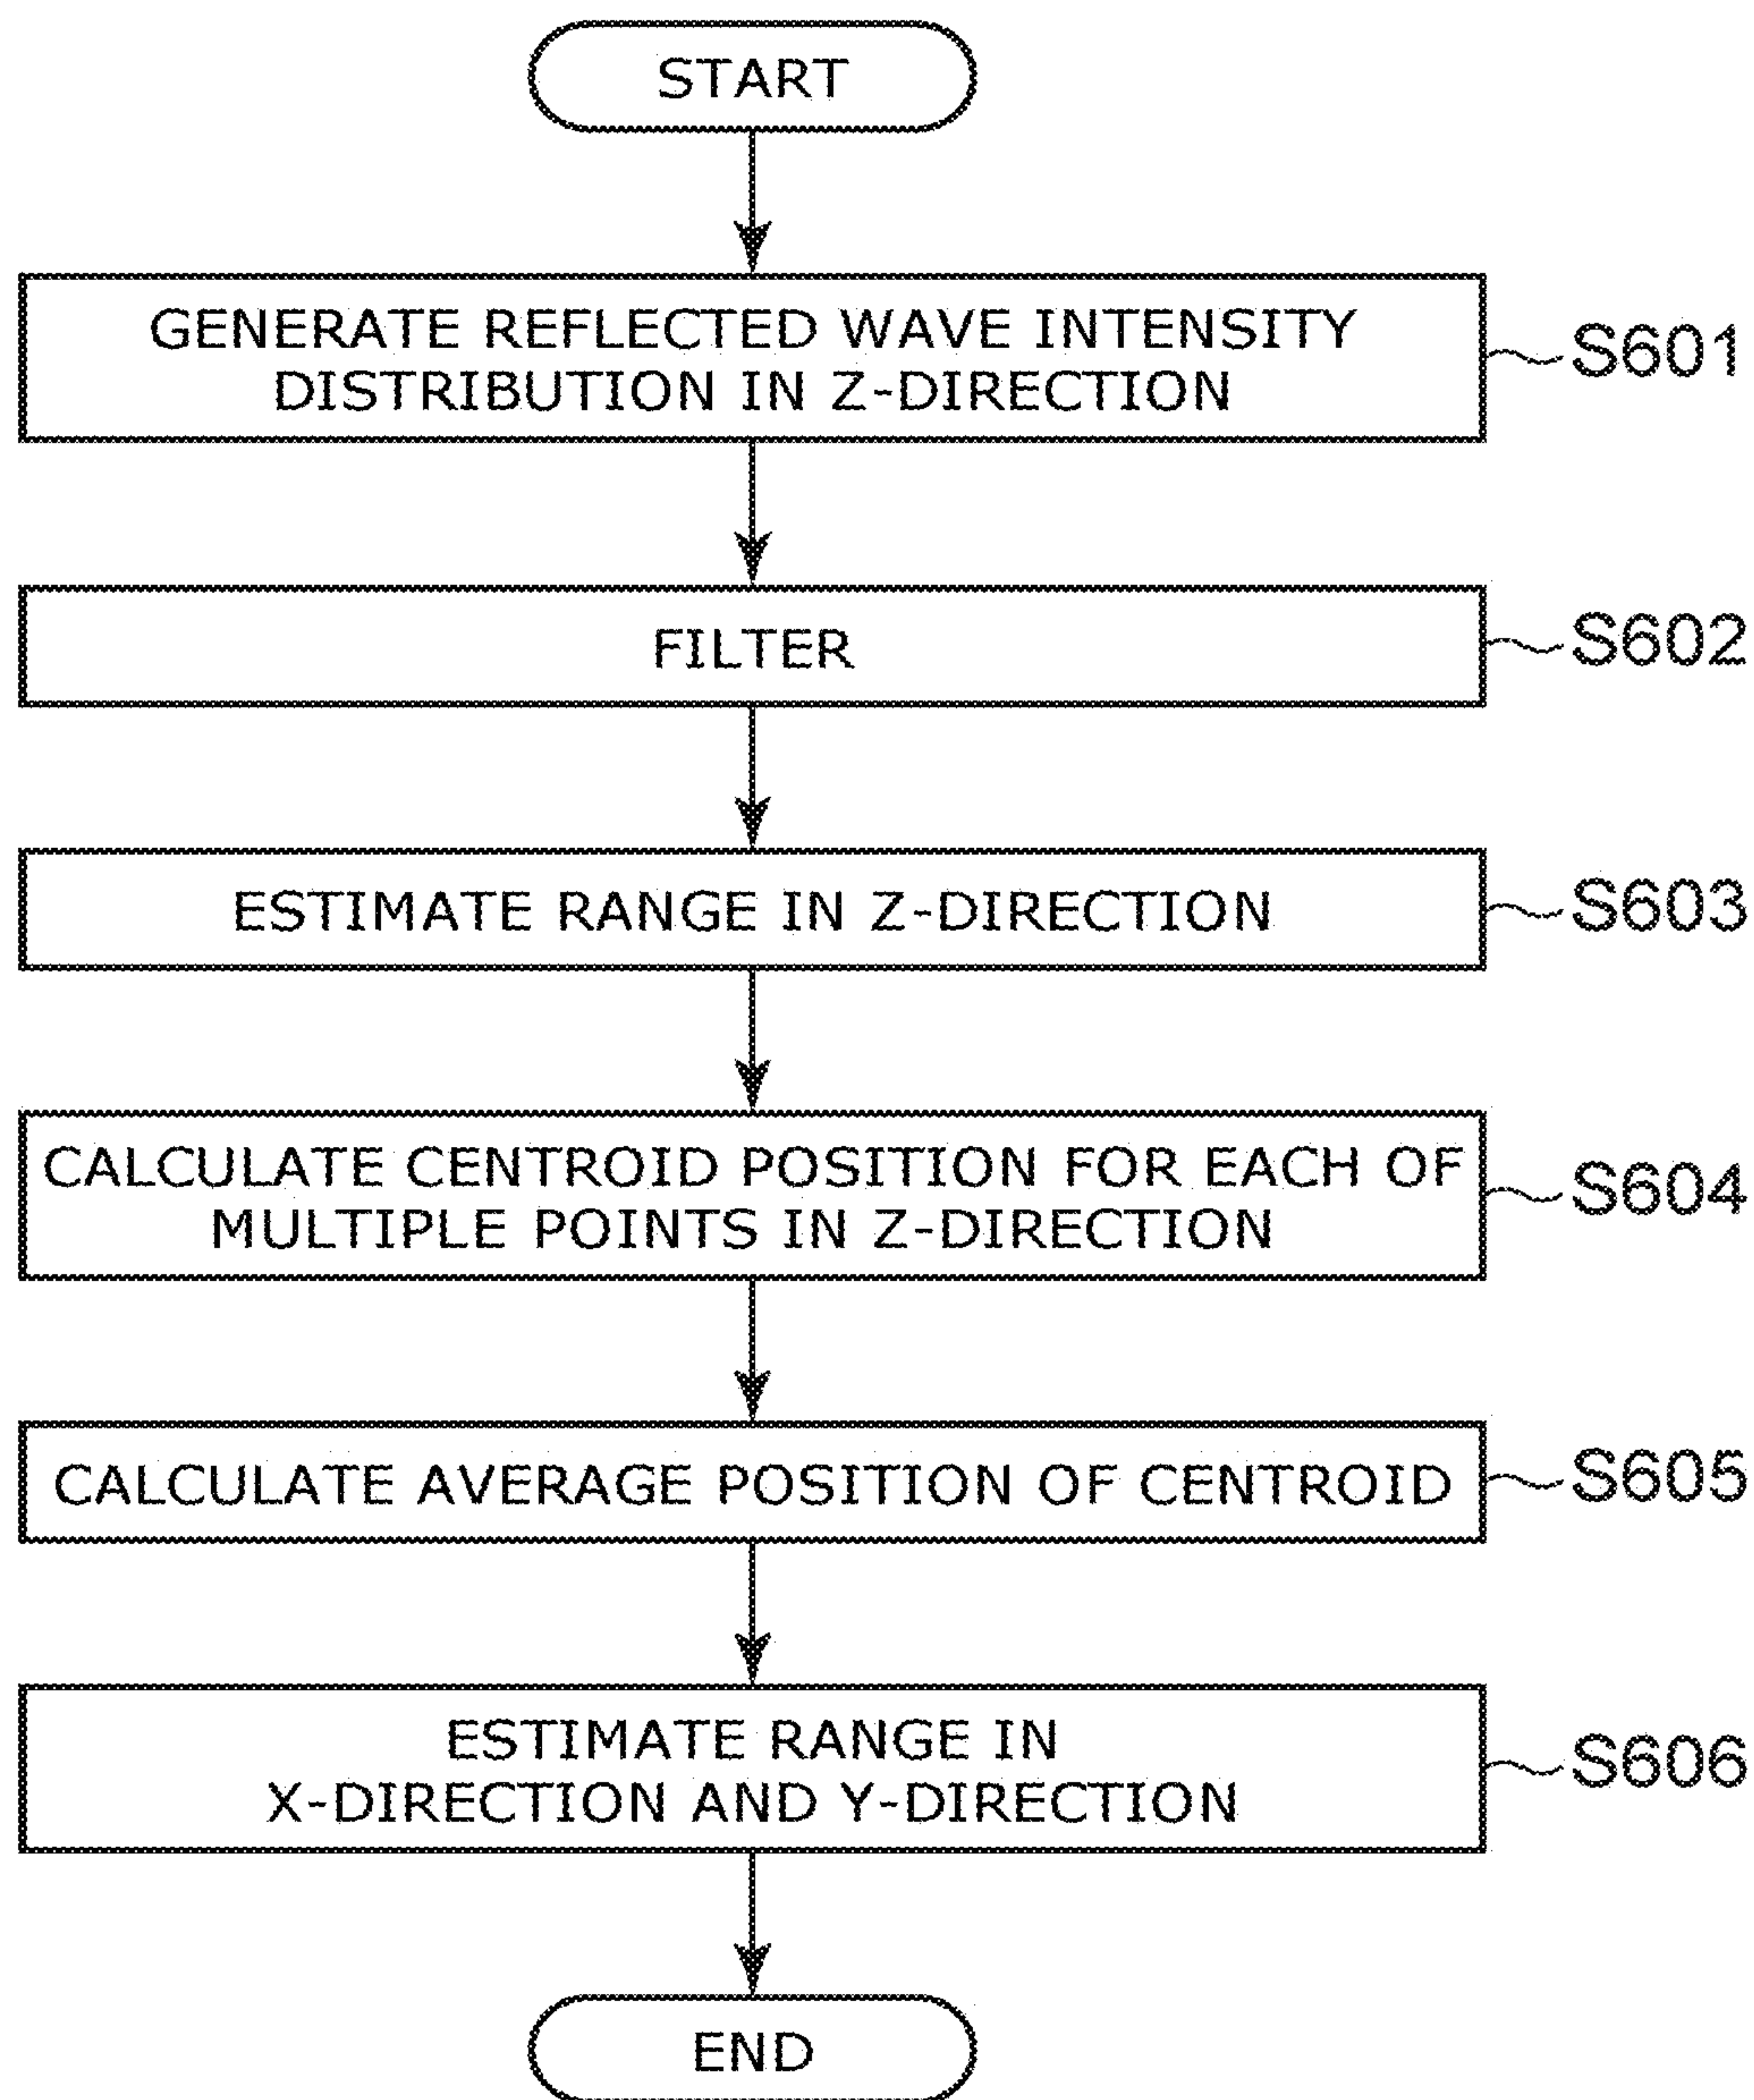 START
GENERATE REFLECTED WAVE INTENSITY
DISTRIBUTION IN Z-DIRECTION
S601
FILTER
S602
ESTIMATE RANGE IN Z-DIRECTION
S603
CALCULATE CENTROID POSITION FOR EACH OF
MULTIPLE POINTS IN Z-DIRECTION
S604
CALCULATE AVERAGE POSITION OF CENTROID
S605
ESTIMATE RANGE IN
X-DIRECTION AND Y-DIRECTION
S606
END